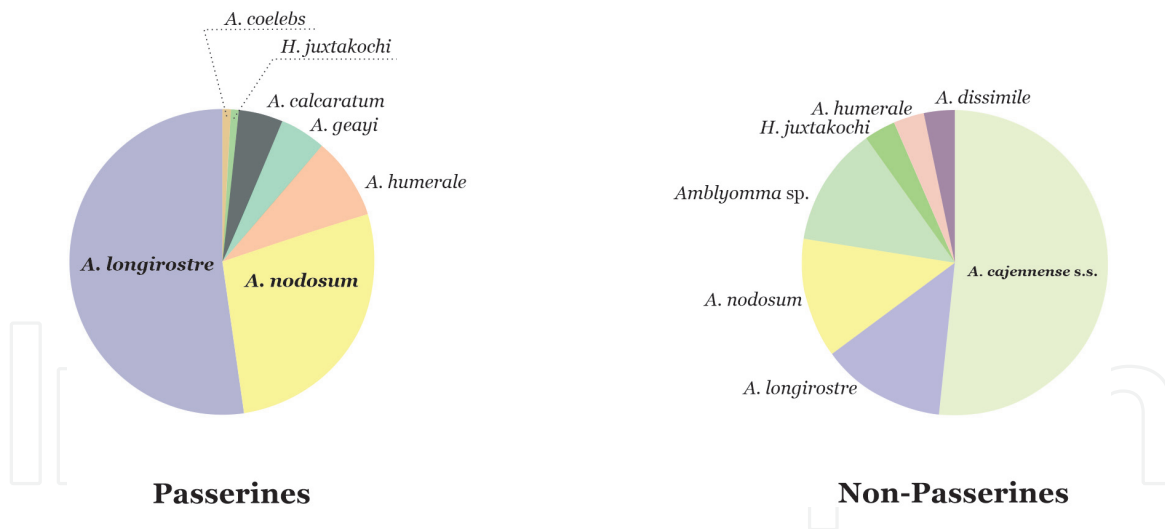 A. coelebs
H. juxtakochi
A. calcaratum
A. geayi
A. humerale
A. longirostre
A. nodosum
Passerines
A. dissimile
A. humerale
H. juxtakochi
Amblyomma sp.
A. nodosum
A. longirostre
A. cajennense s.s.
Non-Passerines